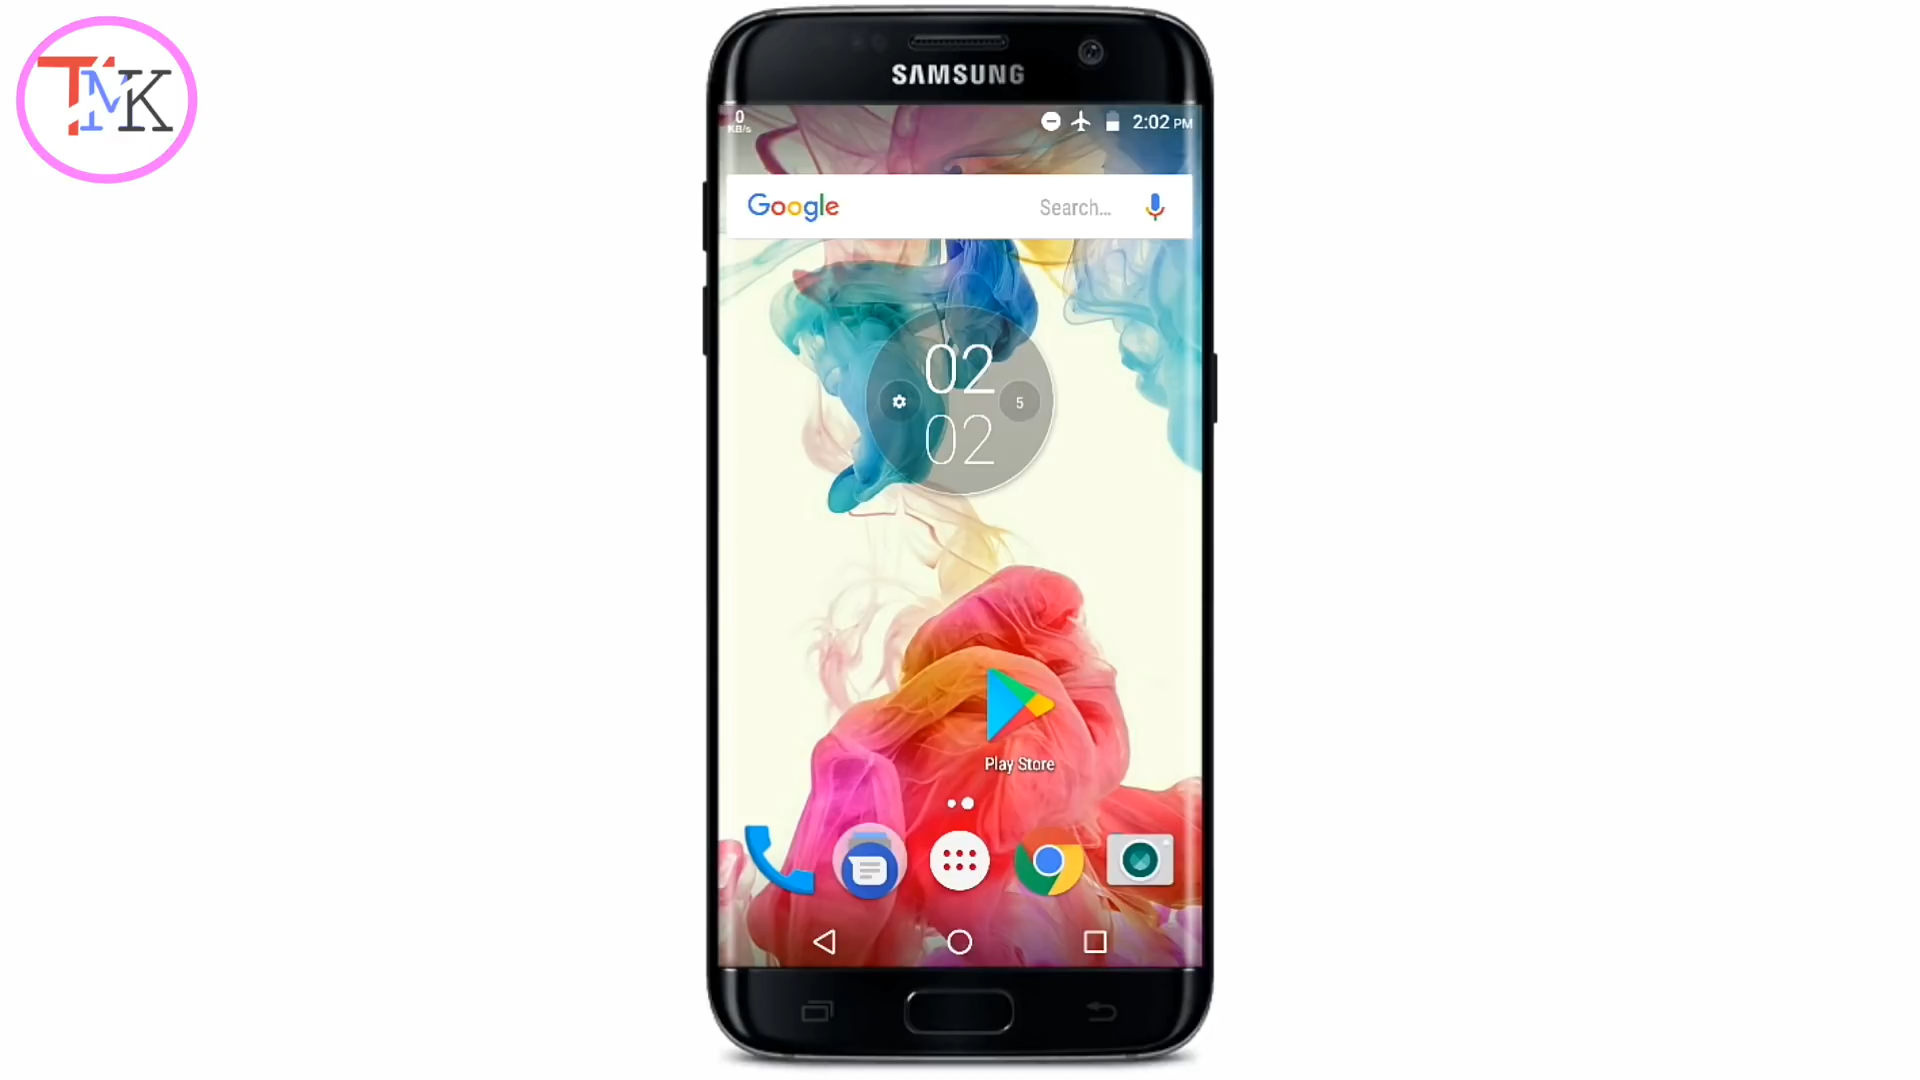 TMK
SAMSUNG
0
KB/s
2:02 PM
Google
Search...
02
5
02
Play Store